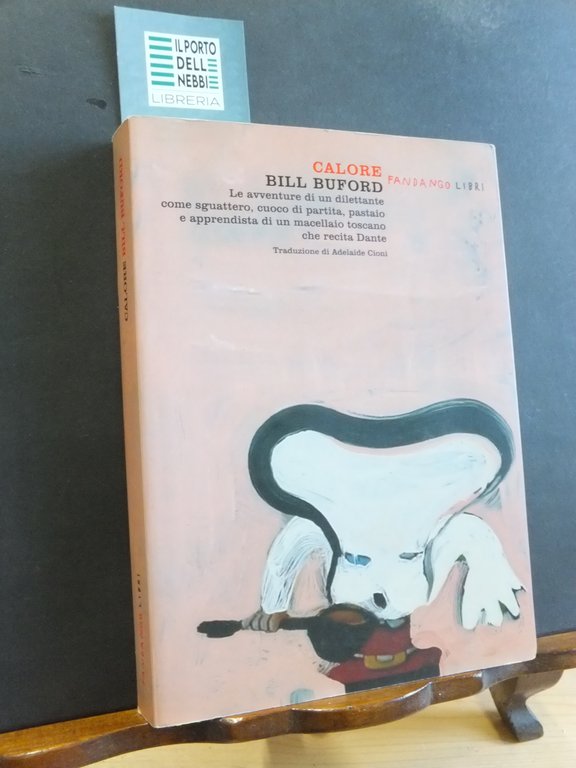 IL PORTO
DELLE
NEBBIE
LIBRERIA
CALORE
BILL BUFORD
FANDANGO LIBRI
Le avventure di un dilettante
come sguattero, cuoco di partita, pastaio
e apprendista di un macellaio toscano
che recita Dante
Traduzione di Adelaide Cioni
CALORE BILL BUFORD